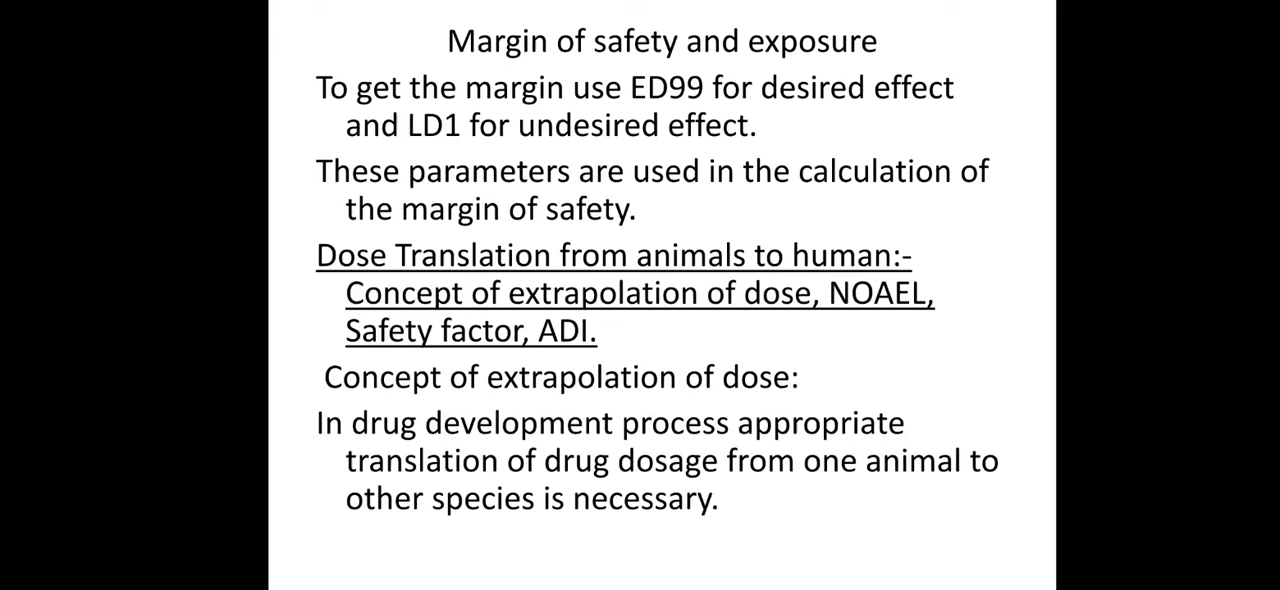 Margin of safety and exposure
To get the margin use ED99 for desired effect
and LD1 for undesired effect.
These parameters are used in the calculation of
the margin of safety.
Dose Translation from animals to human:-
Concept of extrapolation of dose, NOAEL,
Safety factor, ADI.
Concept of extrapolation of dose:
In drug development process appropriate
translation of drug dosage from one animal to
other species is necessary.